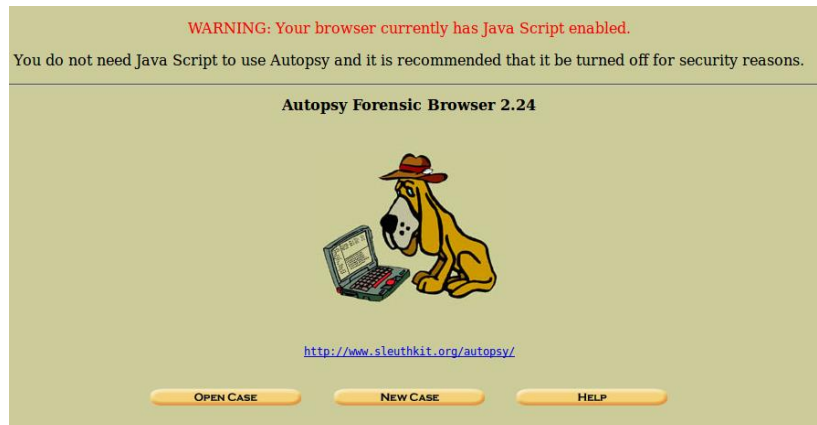 WARNING: Your browser currently has Java Script enabled.
You do not need Java Script to use Autopsy and it is recommended that it be turned off for security reasons.
Autopsy Forensic Browser 2.24
http://www.sleuthkit.org/autopsy/
OPEN CASE NEW CASE HELP